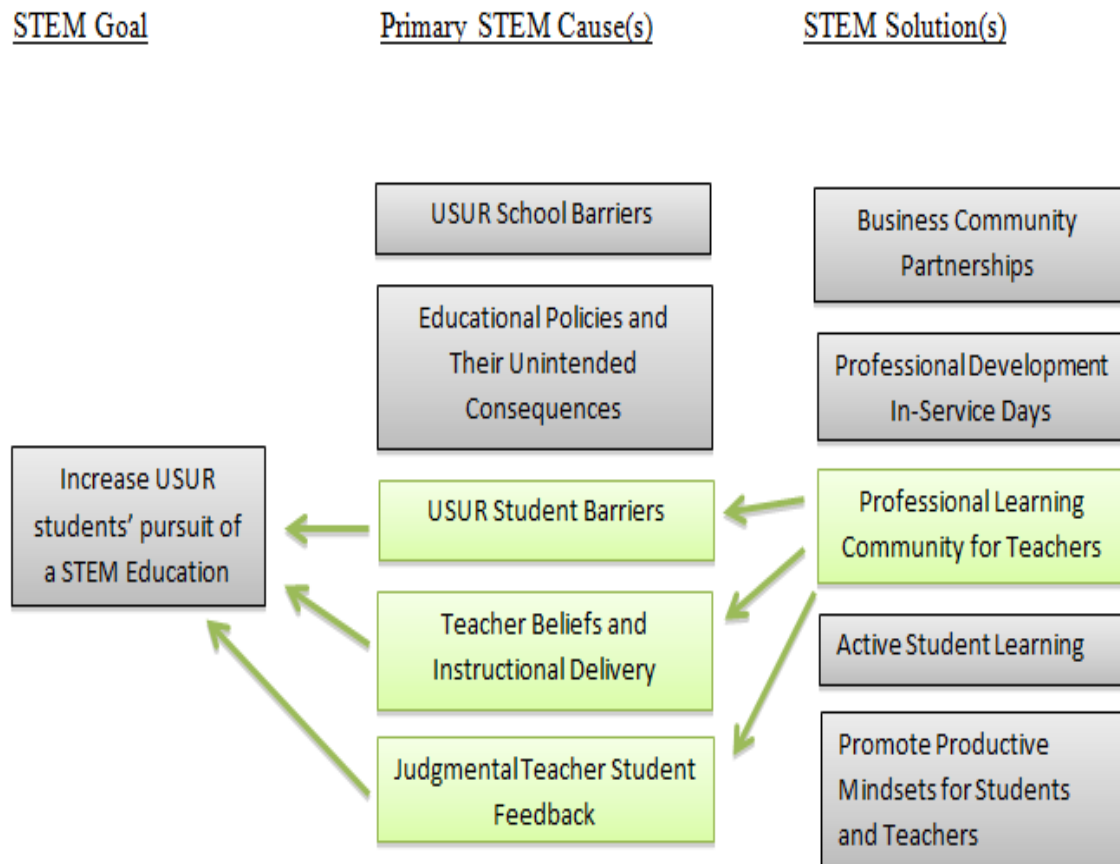 STEM Goal
Primary STEM Cause(s)
STEM Solution(s)
Increase USUR
students’ pursuit of
a STEM Education
USUR School Barriers
Educational Policies and
Their Unintended
Consequences
USUR Student Barriers
Teacher Beliefs and
Instructional Delivery
Judgmental Teacher Student
Feedback
Business Community
Partnerships
Professional Development
In-Service Days
Professional Learning
Community for Teachers
Active Student Learning
Promote Productive
Mindsets for Students
and Teachers